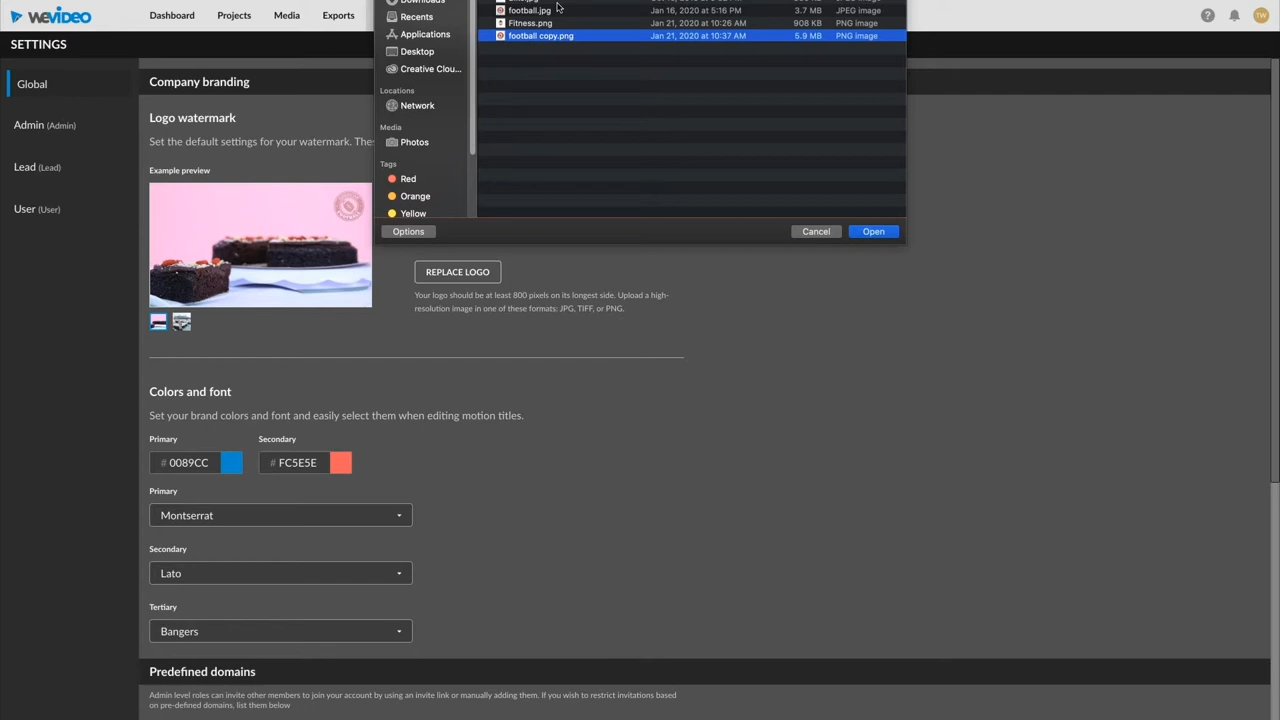 WEVIDEO
Dashboard
Projects
Media
Exports
TW
SETTINGS
Global
Admin (Admin)
Lead (Lead)
User (User)
Recents
Applications
Desktop
Creative Clou...
Locations
Network
Media
Photos
Tags
Red
Orange
Yellow
football.jpg Jan 16, 2020 at 5:16 PM 3.7 MB JPEG image
Fitness.png Jan 21, 2020 at 10:26 AM 908 KB PNG image
football copy.png Jan 21, 2020 at 10:37 AM 5.9 MB PNG image
Options
Cancel
Open
Company branding
Logo watermark
Set the default settings for your watermark. Thes
Example preview
REPLACE LOGO
Your logo should be at least 800 pixels on its longest side. Upload a high-
resolution image in one of these formats: JPG, TIFF, or PNG.
Colors and font
Set your brand colors and font and easily select them when editing motion titles.
Primary
Secondary
# 0089CC
# FC5E5E
Primary
Montserrat
Secondary
Lato
Tertiary
Bangers
Predefined domains
Admin level roles can invite other members to join your account by using an invite link or manually adding them. If you wish to restrict invitations based
on pre-defined domains, list them below